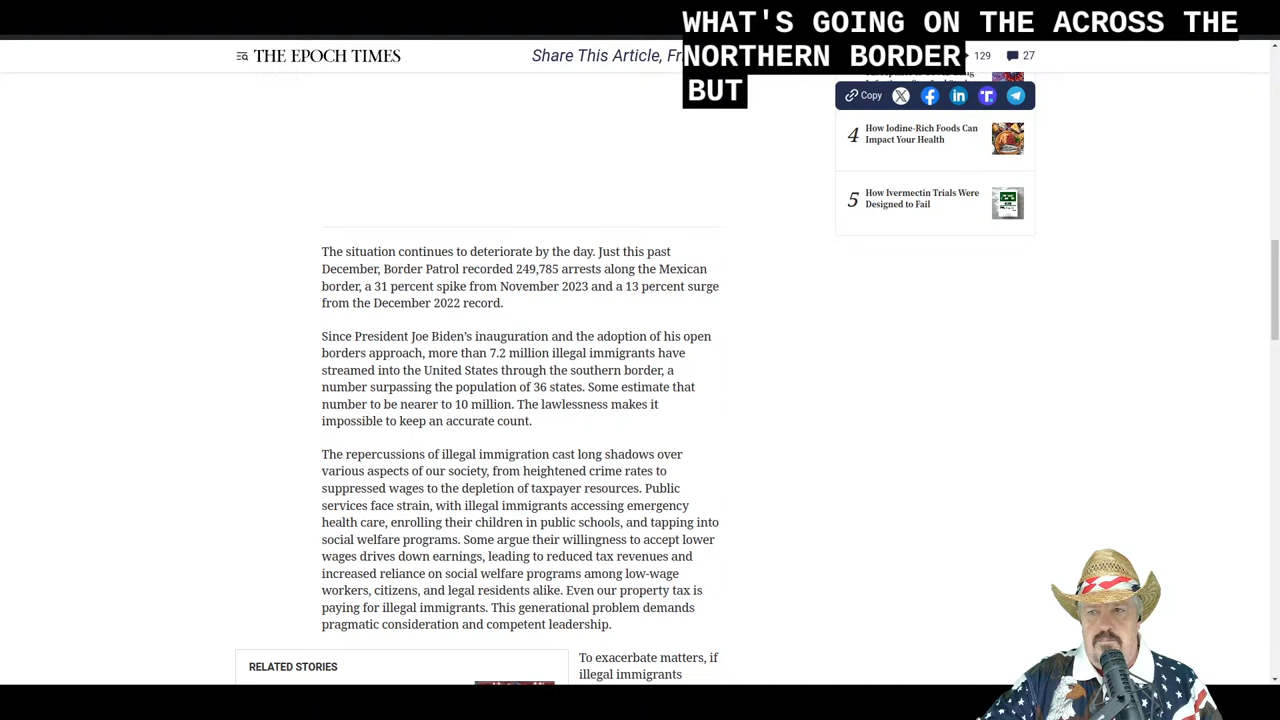 WHAT'S GOING ON THE ACROSS THE
NORTHERN BORDER
BUT
THE EPOCH TIMES
Share This Article,
129
27
Copy
4
How Iodine-Rich Foods Can
Impact Your Health
5
How Ivermectin Trials Were
Designed to Fail
The situation continues to deteriorate by the day. Just this past
December, Border Patrol recorded 249,785 arrests along the Mexican
border, a 31 percent spike from November 2023 and a 13 percent surge
from the December 2022 record.
Since President Joe Biden's inauguration and the adoption of his open
borders approach, more than 7.2 million illegal immigrants have
streamed into the United States through the southern border, a
number surpassing the population of 36 states. Some estimate that
number to be nearer to 10 million. The lawlessness makes it
impossible to keep an accurate count.
The repercussions of illegal immigration cast long shadows over
various aspects of our society, from heightened crime rates to
suppressed wages to the depletion of taxpayer resources. Public
services face strain, with illegal immigrants accessing emergency
health care, enrolling their children in public schools, and tapping into
social welfare programs. Some argue their willingness to accept lower
wages drives down earnings, leading to reduced tax revenues and
increased reliance on social welfare programs among low-wage
workers, citizens, and legal residents alike. Even our property tax is
paying for illegal immigrants. This generational problem demands
pragmatic consideration and competent leadership.
RELATED STORIES
To exacerbate matters, if
illegal immigrants